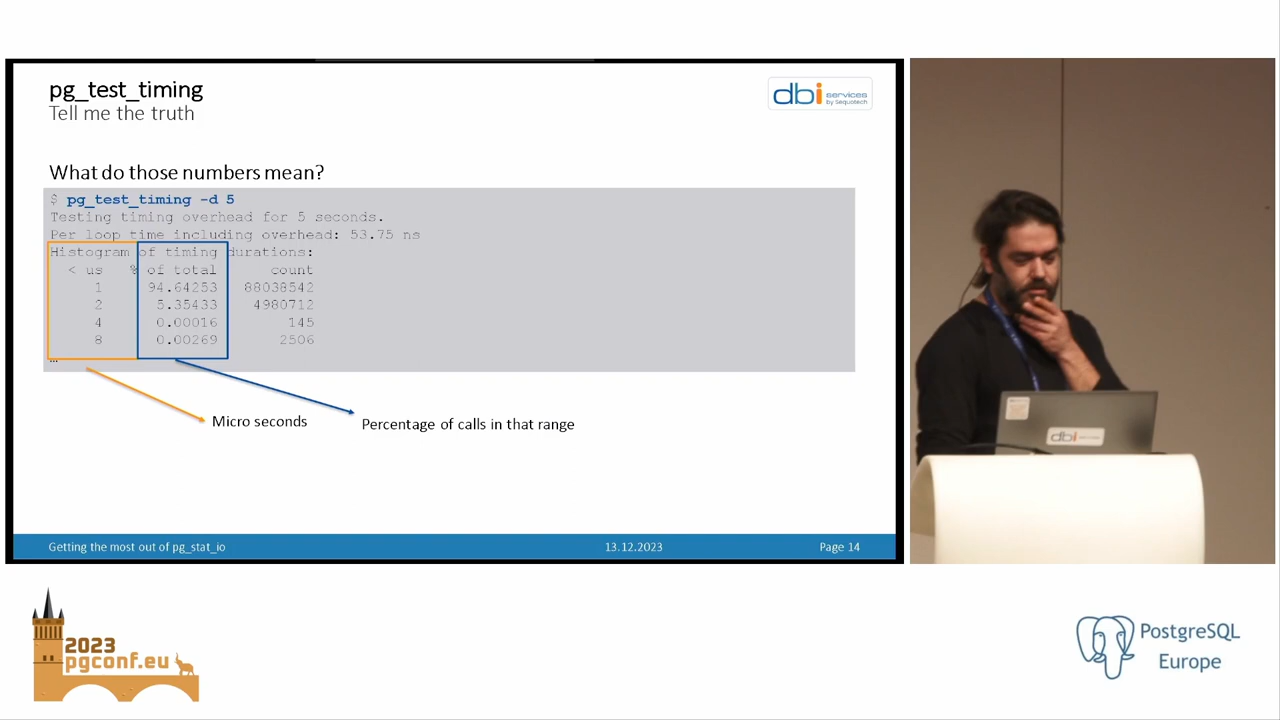 pg_test_timing
Tell me the truth
dbi services
by Sequotech
What do those numbers mean?
$ pg_test_timing -d 5
Testing timing overhead for 5 seconds.
Per loop time including overhead: 53.75 ns
Histogram of timing durations:
< us % of total count
1 94.64253 88038542
2 5.35433 4980712
4 0.00016 145
8 0.00269 2506
…
Micro seconds
Percentage of calls in that range
Getting the most out of pg_stat_io
13.12.2023
Page 14
dbi
2023
pgconf.eu
PostgreSQL
Europe